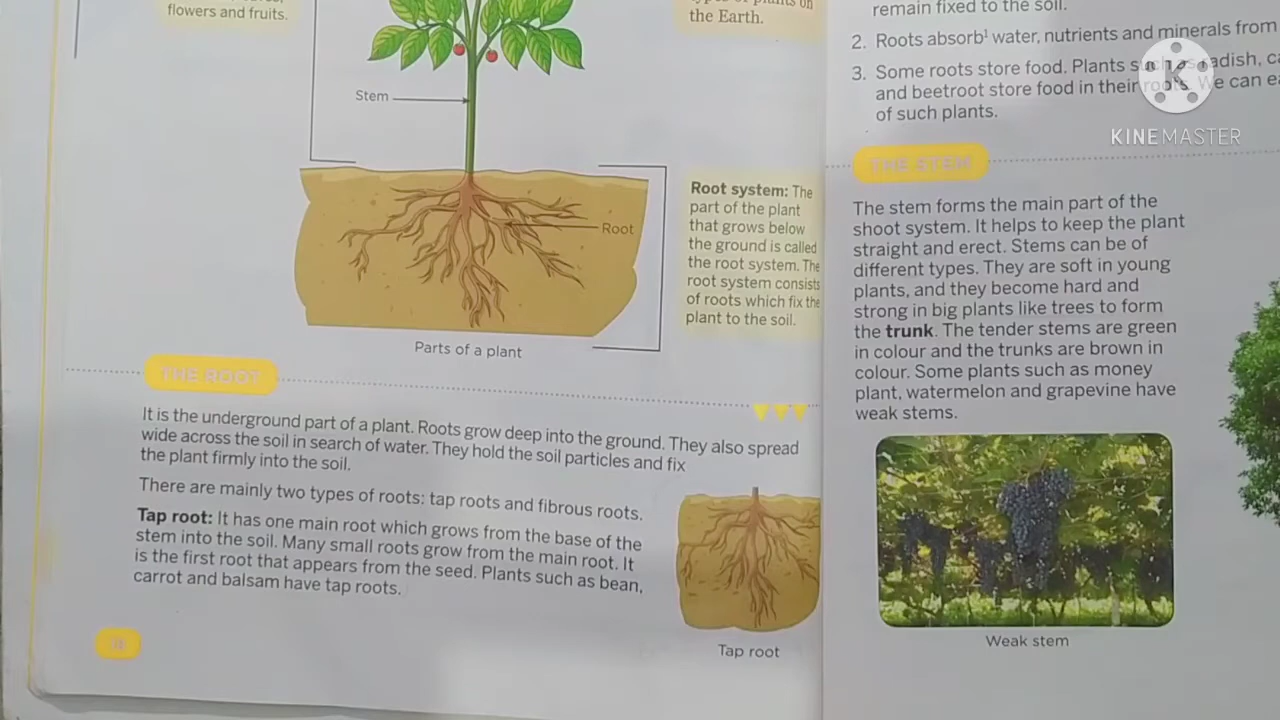 flowers and fruits.
the Earth.
Stem
Root
Root system: The
part of the plant
that grows below
the ground is called
the root system. The
root system consists
of roots which fix the
plant to the soil.
Parts of a plant
THE ROOT
It is the underground part of a plant. Roots grow deep into the ground. They also spread
wide across the soil in search of water. They hold the soil particles and fix
the plant firmly into the soil.
There are mainly two types of roots: tap roots and fibrous roots.
Tap root: It has one main root which grows from the base of the
stem into the soil. Many small roots grow from the main root. It
is the first root that appears from the seed. Plants such as bean,
carrot and balsam have tap roots.
Tap root
remain fixed to the soil.
2. Roots absorb¹ water, nutrients and minerals from
3. Some roots store food. Plants
and beetroot store food in their We can
of such plants.
K
KINEMASTER
THE STEM
The stem forms the main part of the
shoot system. It helps to keep the plant
straight and erect. Stems can be of
different types. They are soft in young
plants, and they become hard and
strong in big plants like trees to form
the trunk. The tender stems are green
in colour and the trunks are brown in
colour. Some plants such as money
plant, watermelon and grapevine have
weak stems.
Weak stem